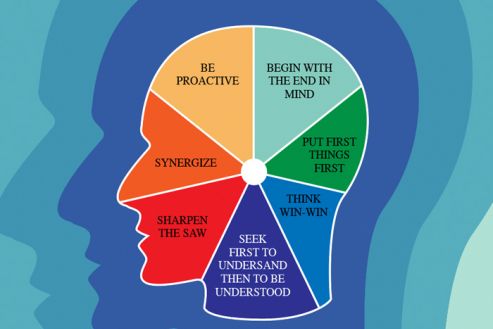 BE
PROACTIVE
BEGIN WITH
THE END IN
MIND
PUT FIRST
THINGS
FIRST
THINK
WIN-WIN
SEEK
FIRST TO
UNDERSAND
THEN TO BE
UNDERSTOOD
SHARPEN
THE SAW
SYNERGIZE